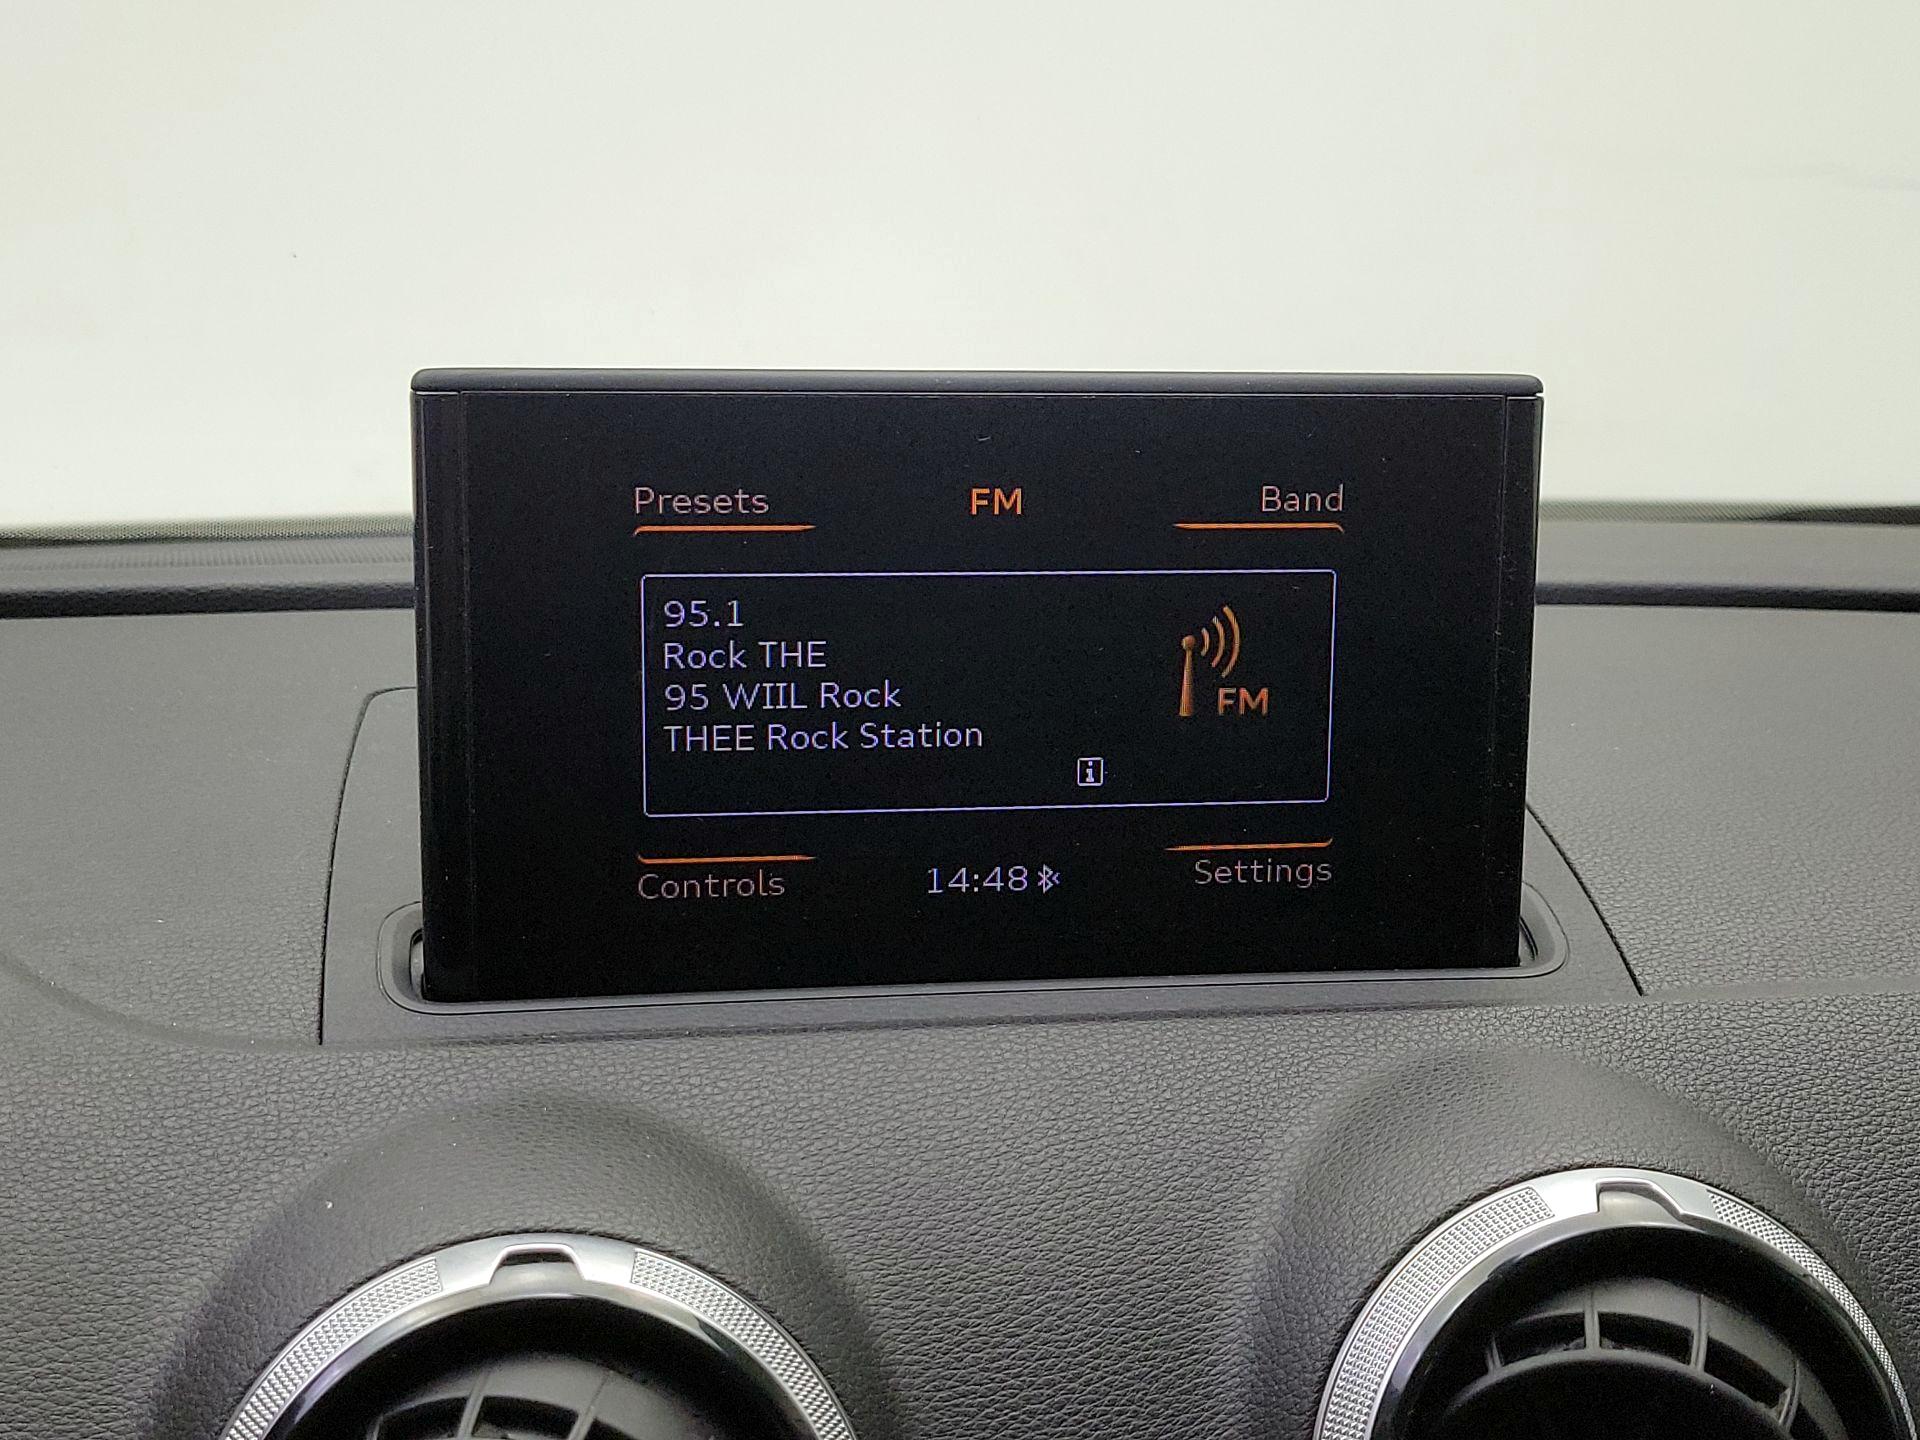 Presets FM Band
95.1
Rock THE
95 WIIL Rock
THEE Rock Station
FM
i
Controls 14:48 Settings